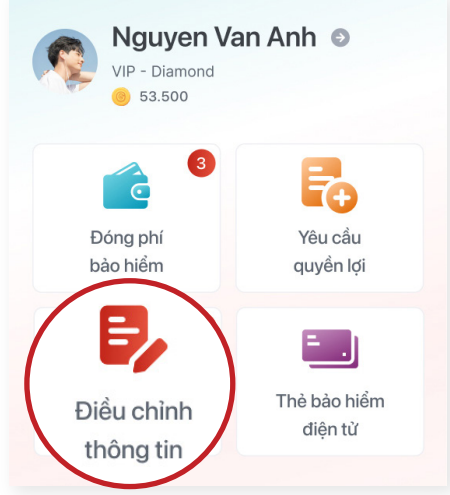 Nguyen Van Anh
VIP - Diamond
53.500
3
Đóng phí
bảo hiểm
Yêu cầu
quyền lợi
Điều chỉnh
thông tin
Thẻ bảo hiểm
điện tử